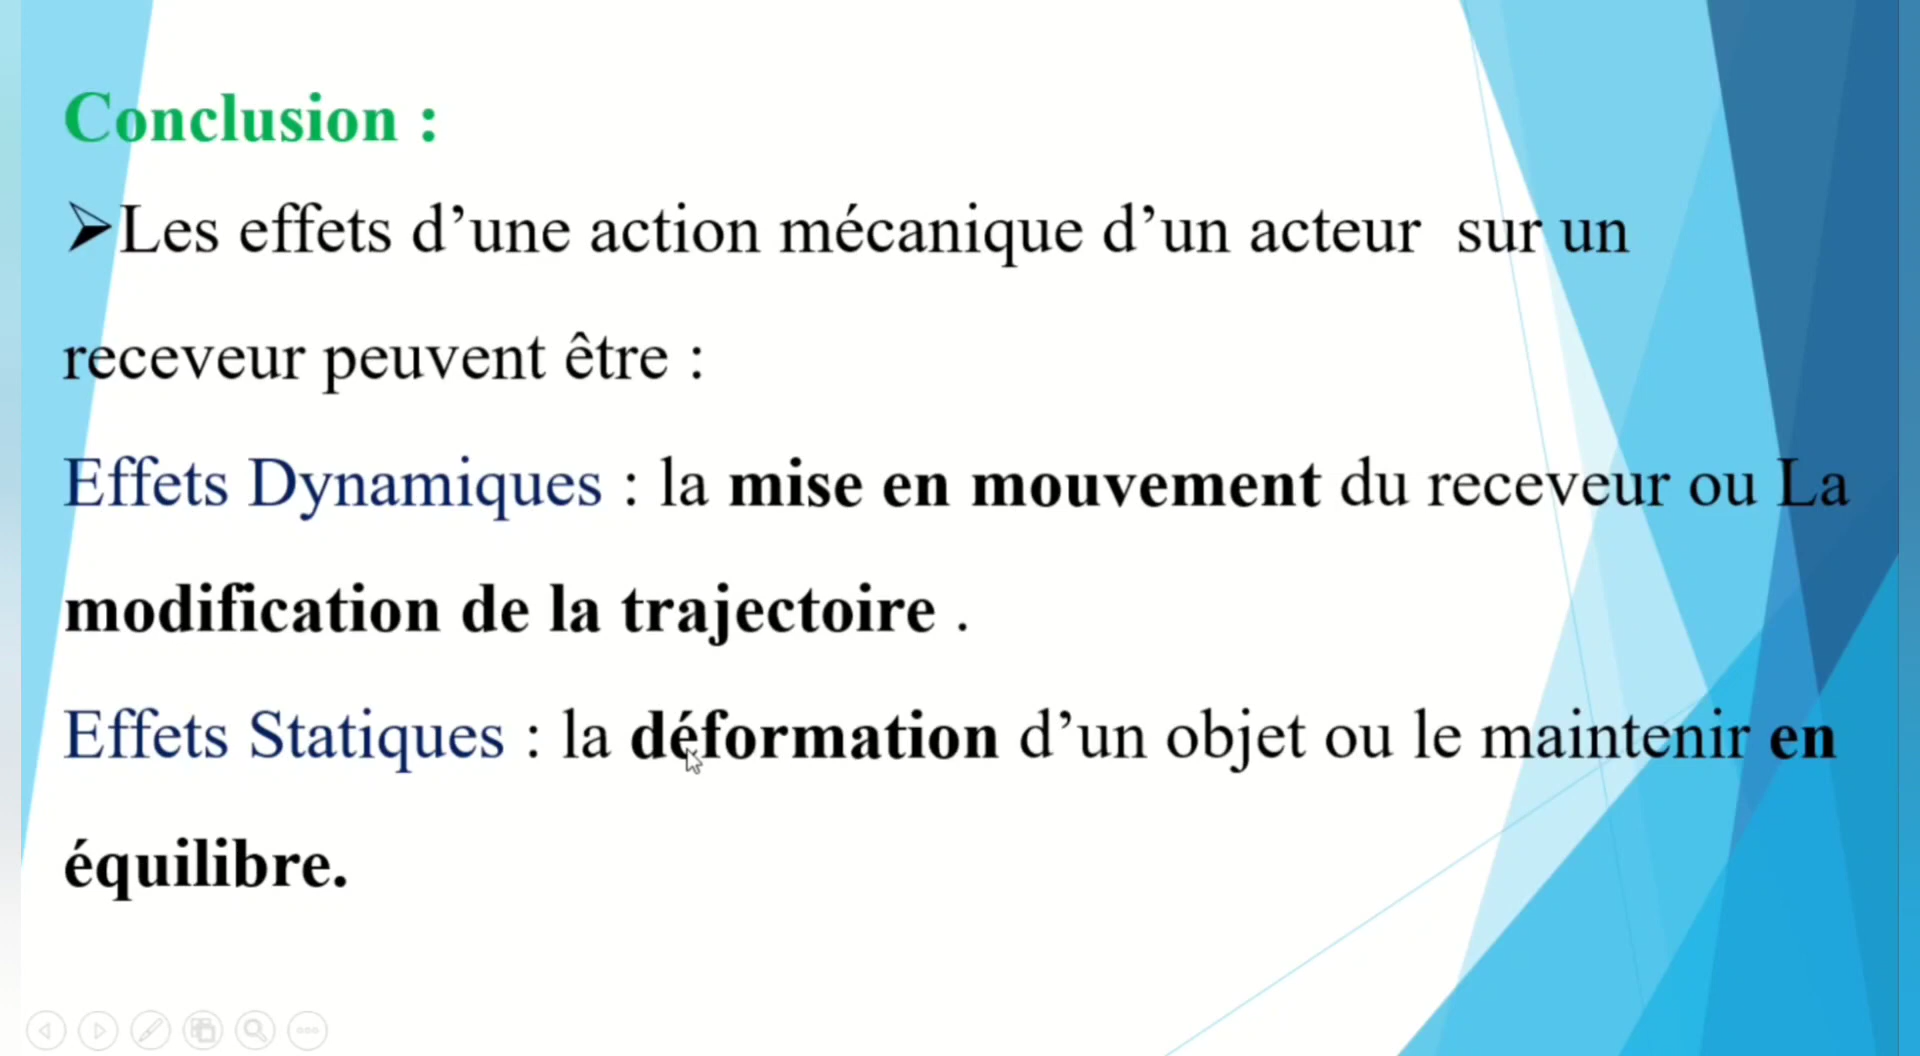 Conclusion :
➢Les effets d’une action mécanique d’un acteur  sur un
receveur peuvent être :
Effets Dynamiques : la mise en mouvement du receveur ou La
modification de la trajectoire .
Effets Statiques : la déformation d’un objet ou le maintenir en
équilibre.